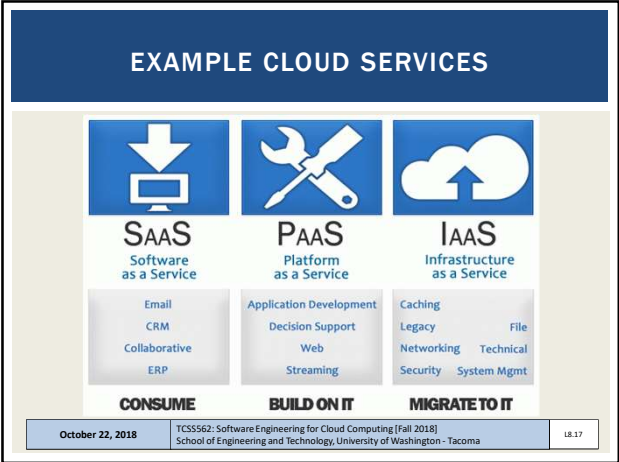 EXAMPLE CLOUD SERVICES
SAAS
Software
as a Service
Email
CRM
Collaborative
ERP
CONSUME
PAAS
Platform
as a Service
Application Development
Decision Support
Web
Streaming
BUILD ON IT
IAAS
Infrastructure
as a Service
Caching
Legacy File
Networking Technical
Security System Mgmt
MIGRATE TO IT
October 22, 2018
TCSS562: Software Engineering for Cloud Computing [Fall 2018]
School of Engineering and Technology, University of Washington - Tacoma
L8.17